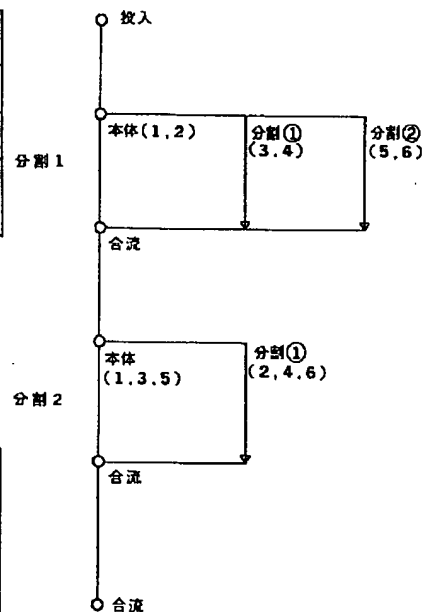 投入
本体(1,2)
分割①
(3.4)
分割②
(5,6)
分割1
合流
本体
(1.3.5)
分割①
(2,4,6)
分割2
合流
合流